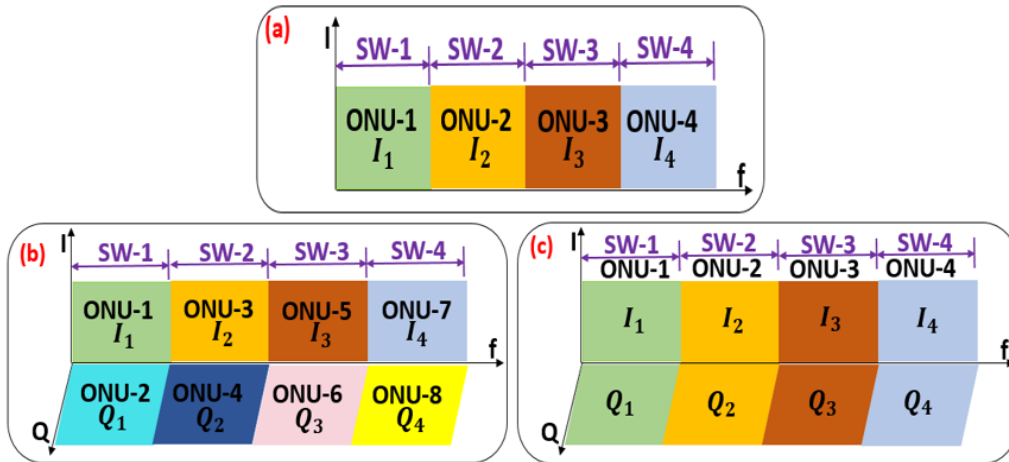 (a)
I
SW-1 SW-2 SW-3 SW-4
ONU-1 ONU-2 ONU-3 ONU-4
I₁ I₂ I₃ I₄
f
(b)
I
SW-1 SW-2 SW-3 SW-4
ONU-1 ONU-3 ONU-5 ONU-7
I₁ I₂ I₃ I₄
f
ONU-2 ONU-4 ONU-6 ONU-8
Q₁ Q₂ Q₃ Q₄
Q
(c)
I
SW-1 SW-2 SW-3 SW-4
ONU-1 ONU-2 ONU-3 ONU-4
I₁ I₂ I₃ I₄
f
Q₁ Q₂ Q₃ Q₄
Q